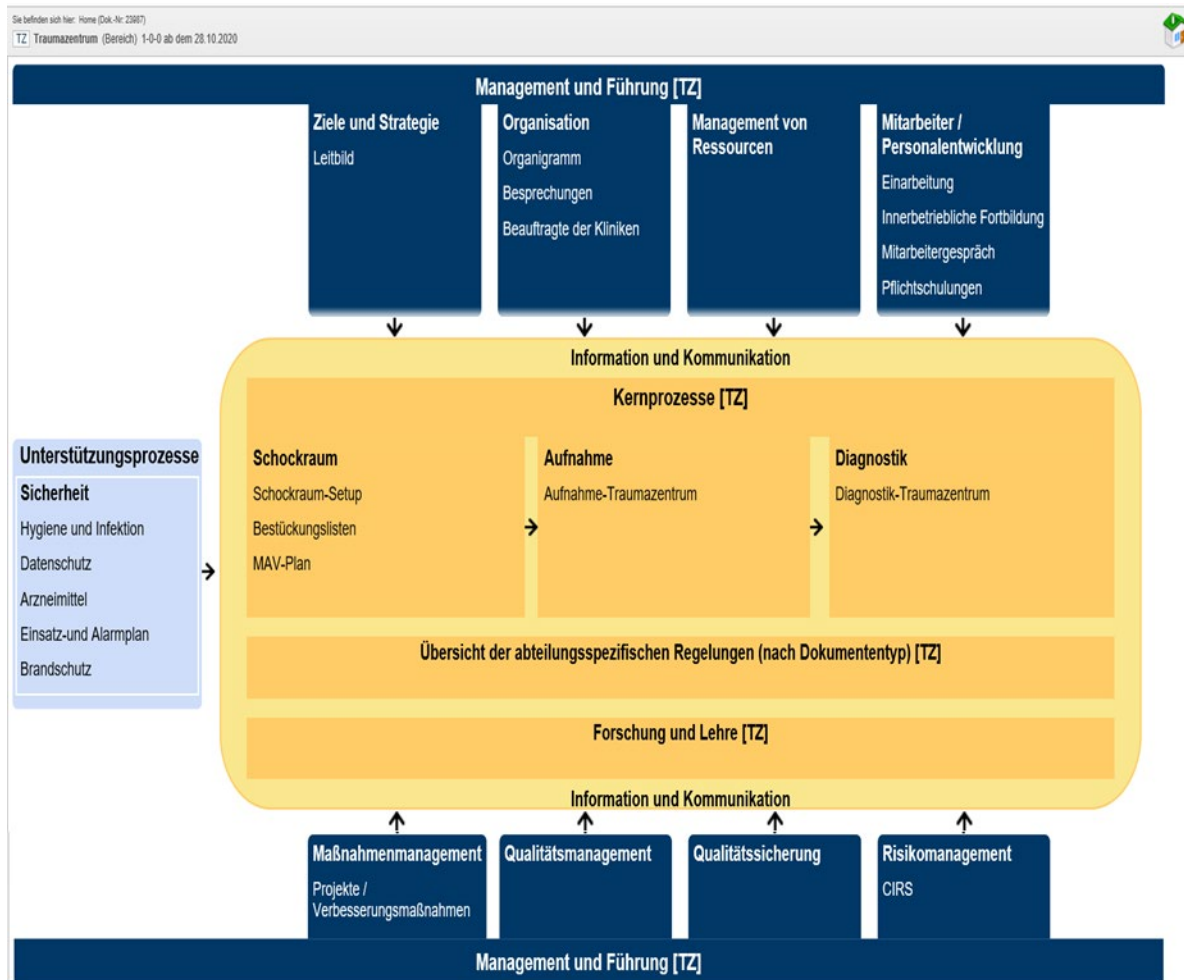 Sie befinden sich hier: Home (Dok.-Nr: 23987)
TZ Traumazentrum (Bereich) 1-0-0 ab dem 28.10.2020
Management und Führung [TZ]
Ziele und Strategie
Leitbild
Organisation
Organigramm
Besprechungen
Beauftragte der Kliniken
Management von
Ressourcen
Mitarbeiter /
Personalentwicklung
Einarbeitung
Innerbetriebliche Fortbildung
Mitarbeitergespräch
Pflichtschulungen
Information und Kommunikation
Kernprozesse [TZ]
Unterstützungsprozesse
Sicherheit
Hygiene und Infektion
Datenschutz
Arzneimittel
Einsatz-und Alarmplan
Brandschutz
Schockraum
Schockraum-Setup
Bestückungslisten
MAV-Plan
Aufnahme
Aufnahme-Traumazentrum
Diagnostik
Diagnostik-Traumazentrum
Übersicht der abteilungsspezifischen Regelungen (nach Dokumententyp) [TZ]
Forschung und Lehre [TZ]
Information und Kommunikation
Maßnahmenmanagement
Projekte /
Verbesserungsmaßnahmen
Qualitätsmanagement
Qualitätssicherung
Risikomanagement
CIRS
Management und Führung [TZ]